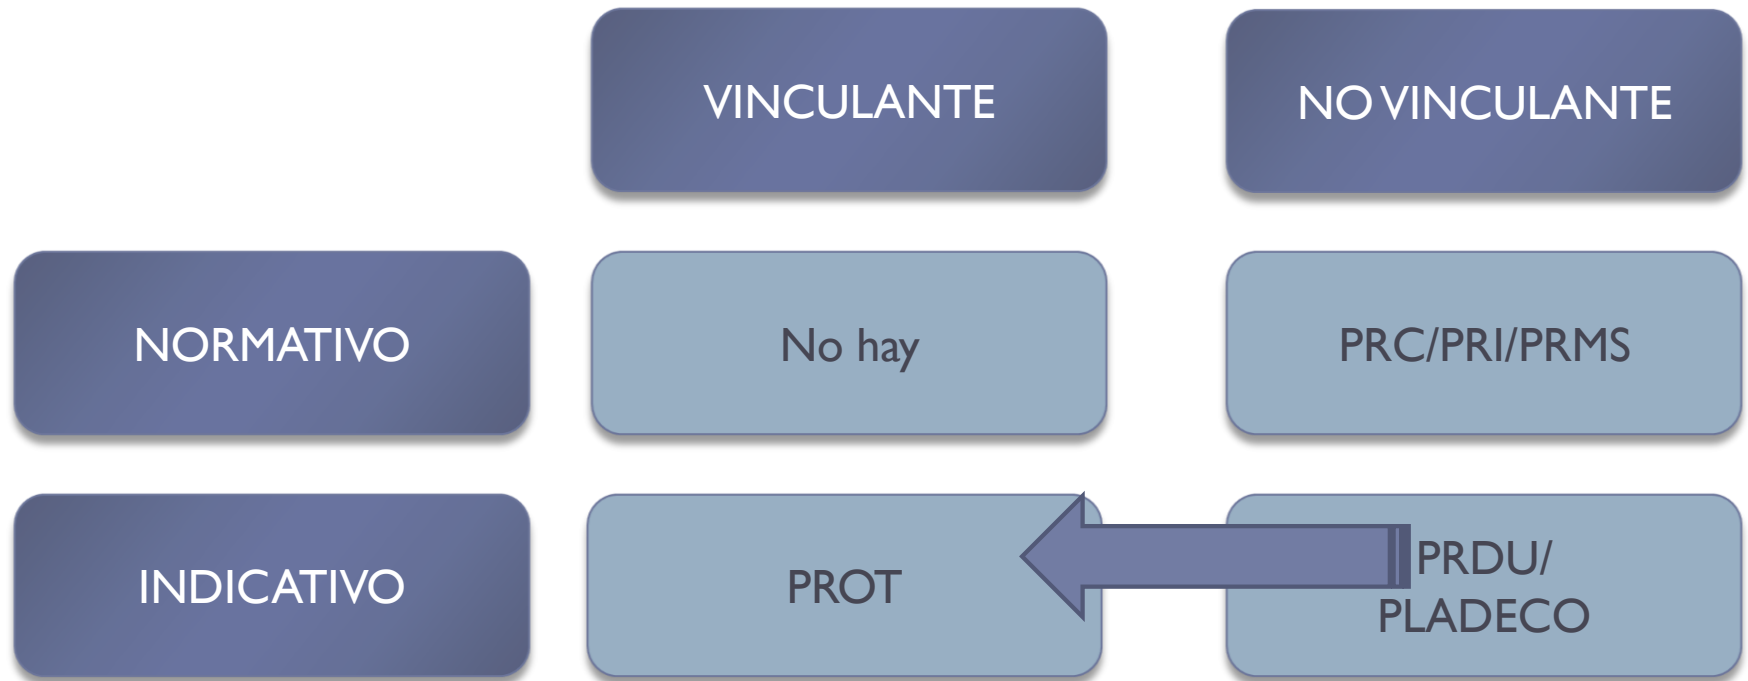 VINCULANTE
NO VINCULANTE
NORMATIVO
No hay
PRC/PRI/PRMS
INDICATIVO
PROT
PRDU/
PLADECO